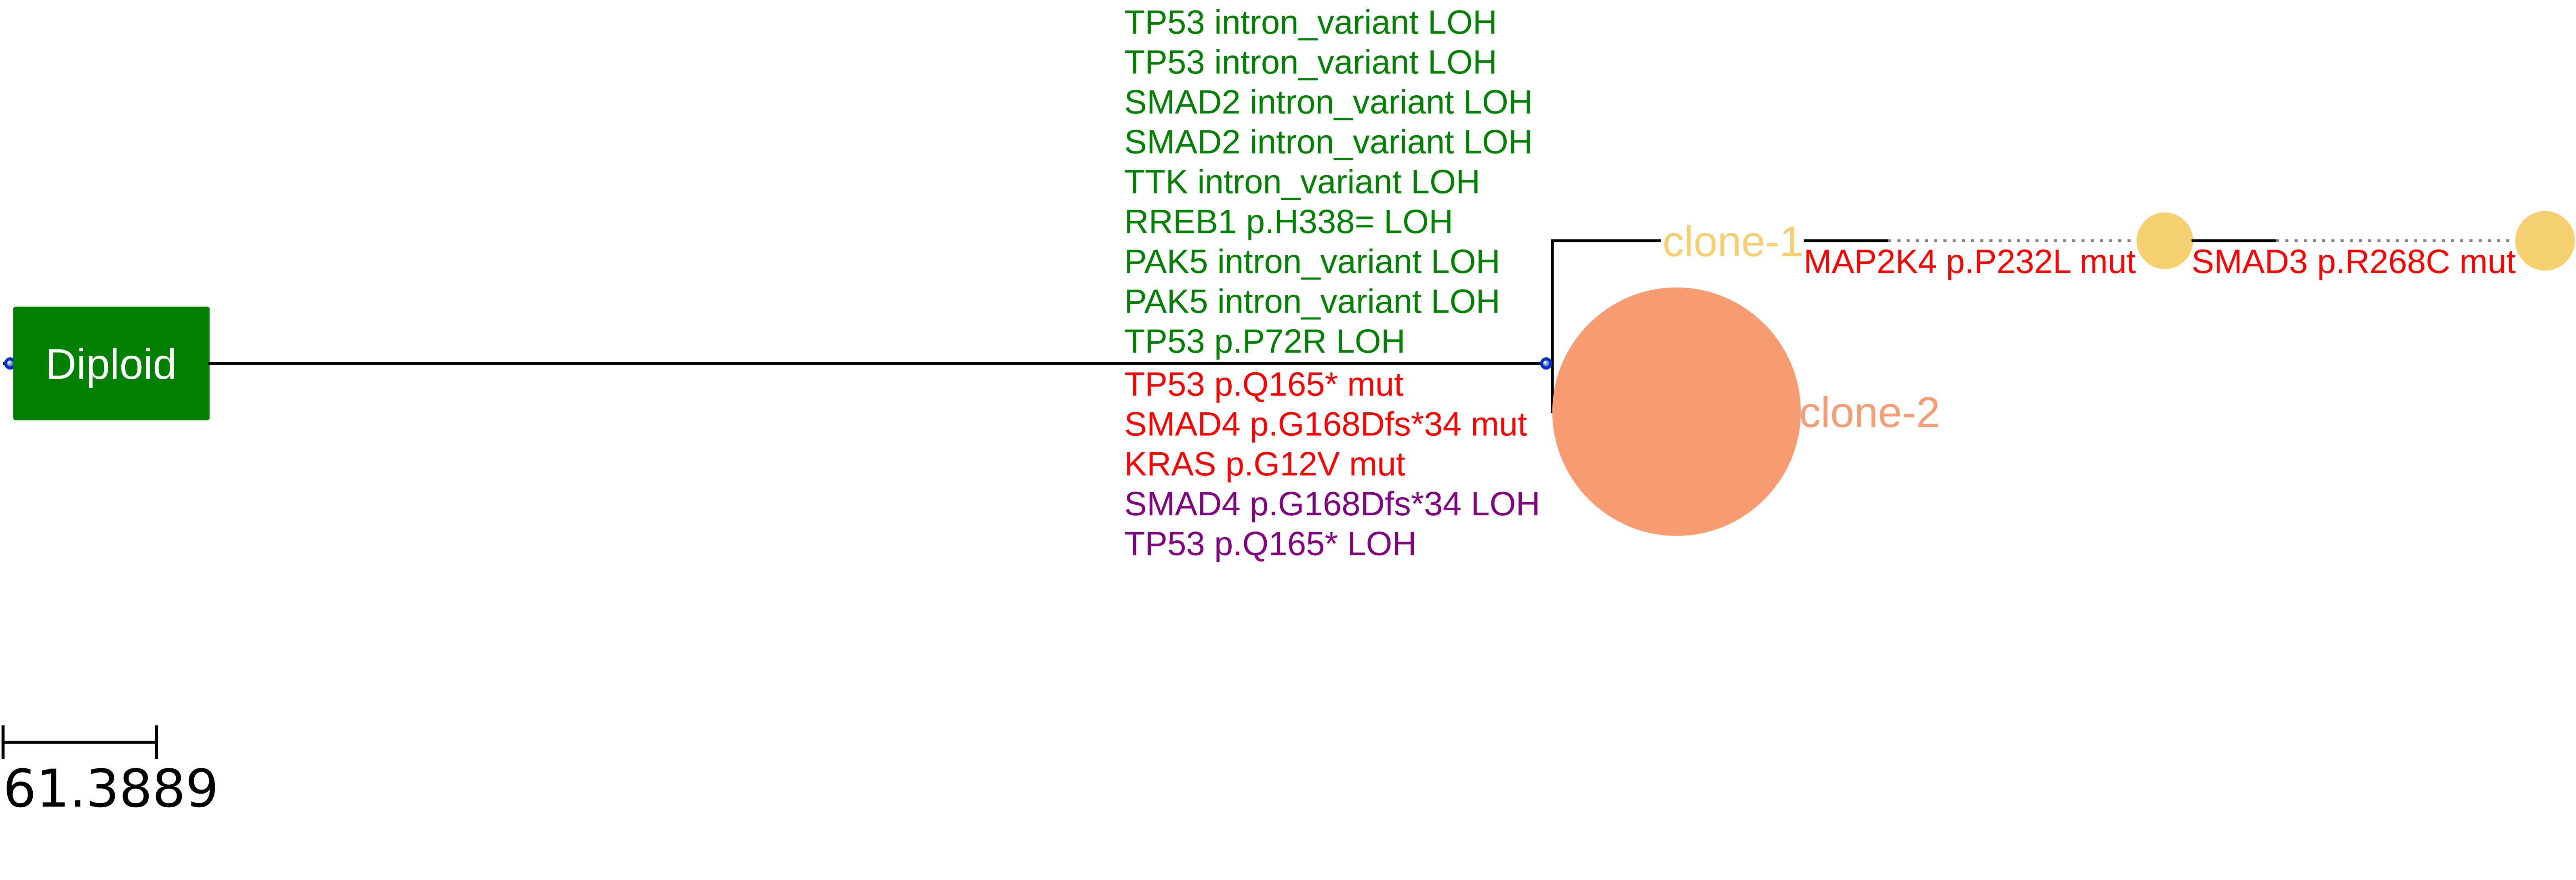 TP53 intron_variant LOH
TP53 intron_variant LOH
SMAD2 intron_variant LOH
SMAD2 intron_variant LOH
TTK intron_variant LOH
RREB1 p.H338= LOH
PAK5 intron_variant LOH
PAK5 intron_variant LOH
TP53 p.P72R LOH
Diploid
TP53 p.Q165* mut
SMAD4 p.G168Dfs*34 mut
KRAS p.G12V mut
SMAD4 p.G168Dfs*34 LOH
TP53 p.Q165* LOH
clone-1
MAP2K4 p.P232L mut
SMAD3 p.R268C mut
clone-2
61.3889